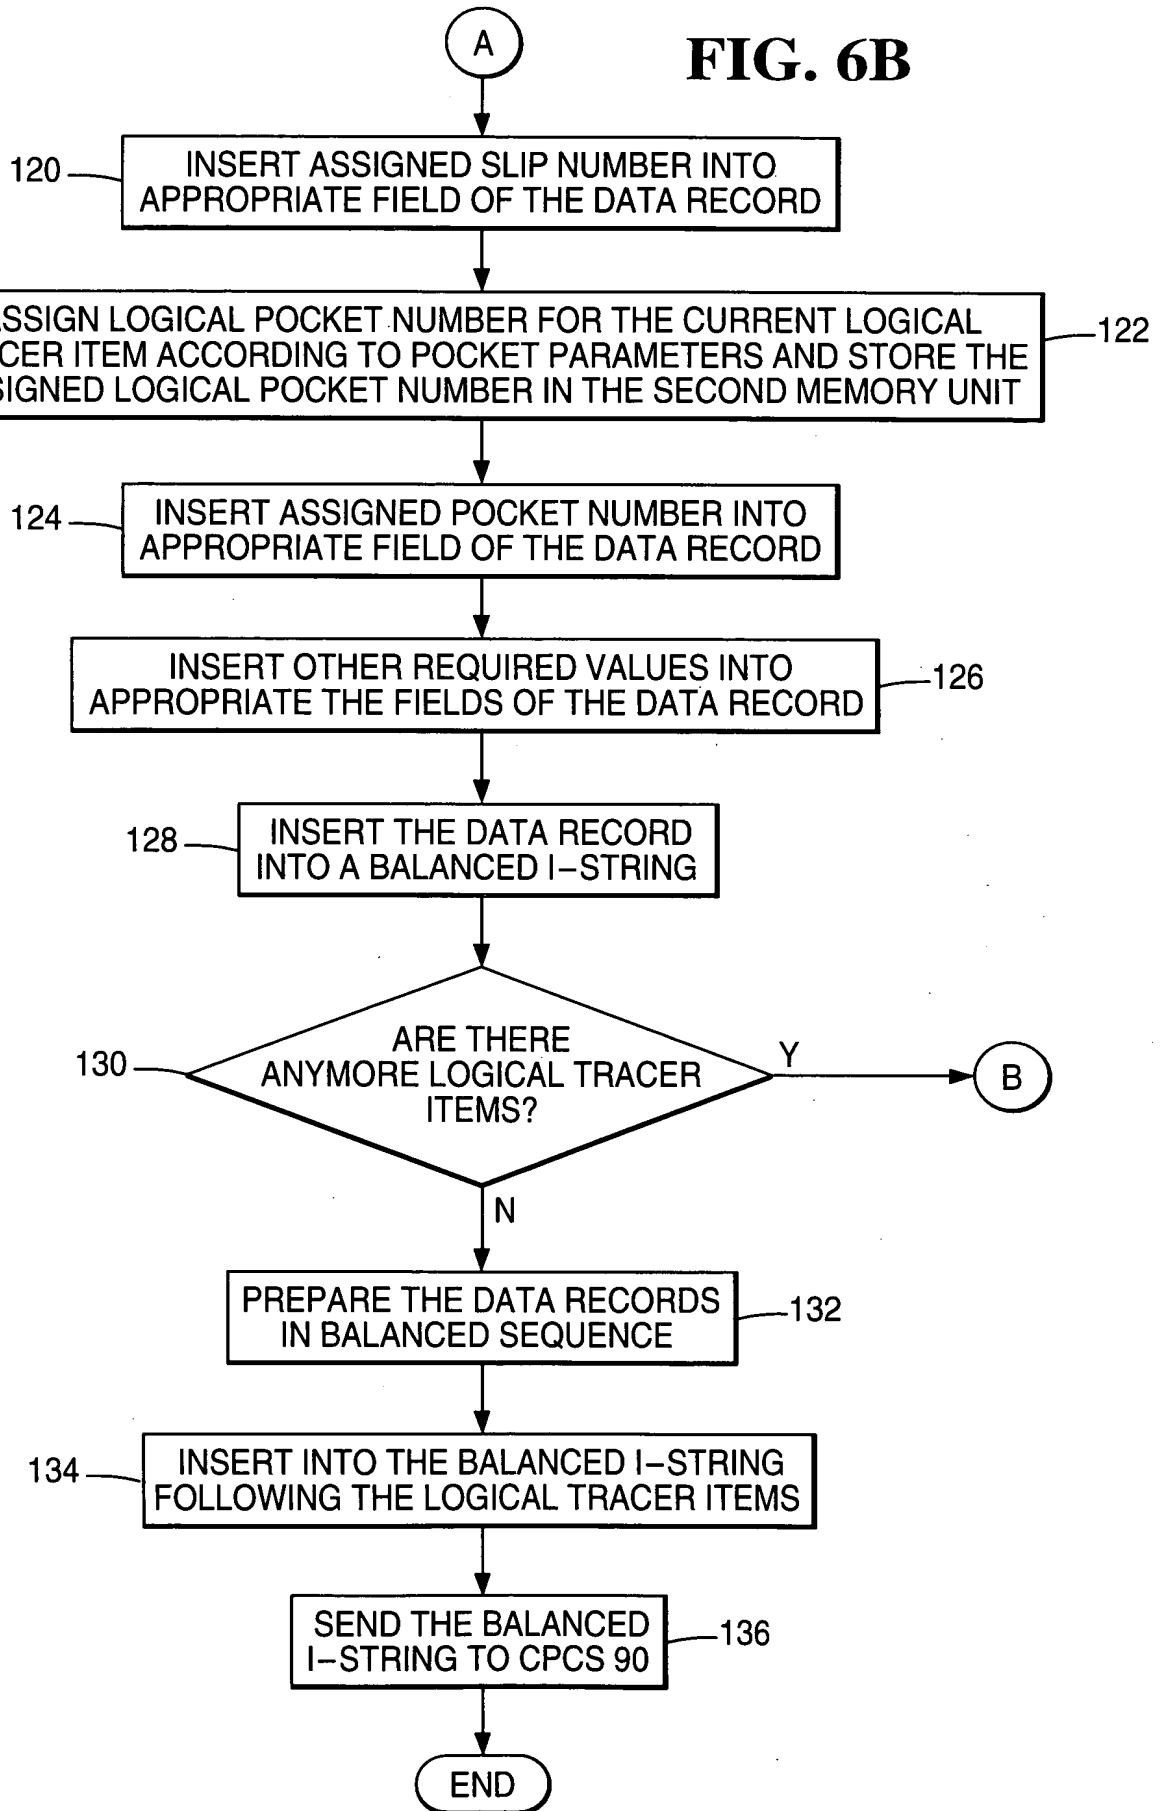 A
FIG. 6B
120
INSERT ASSIGNED SLIP NUMBER INTO
APPROPRIATE FIELD OF THE DATA RECORD
SSIGN LOGICAL POCKET NUMBER FOR THE CURRENT LOGICAL
CER ITEM ACCORDING TO POCKET PARAMETERS AND STORE THE
SIGNED LOGICAL POCKET NUMBER IN THE SECOND MEMORY UNIT
122
124
INSERT ASSIGNED POCKET NUMBER INTO
APPROPRIATE FIELD OF THE DATA RECORD
INSERT OTHER REQUIRED VALUES INTO
APPROPRIATE THE FIELDS OF THE DATA RECORD
126
128
INSERT THE DATA RECORD
INTO A BALANCED I–STRING
130
ARE THERE
ANYMORE LOGICAL TRACER
ITEMS?
Y
B
N
PREPARE THE DATA RECORDS
IN BALANCED SEQUENCE
132
134
INSERT INTO THE BALANCED I–STRING
FOLLOWING THE LOGICAL TRACER ITEMS
SEND THE BALANCED
I–STRING TO CPCS 90
136
END